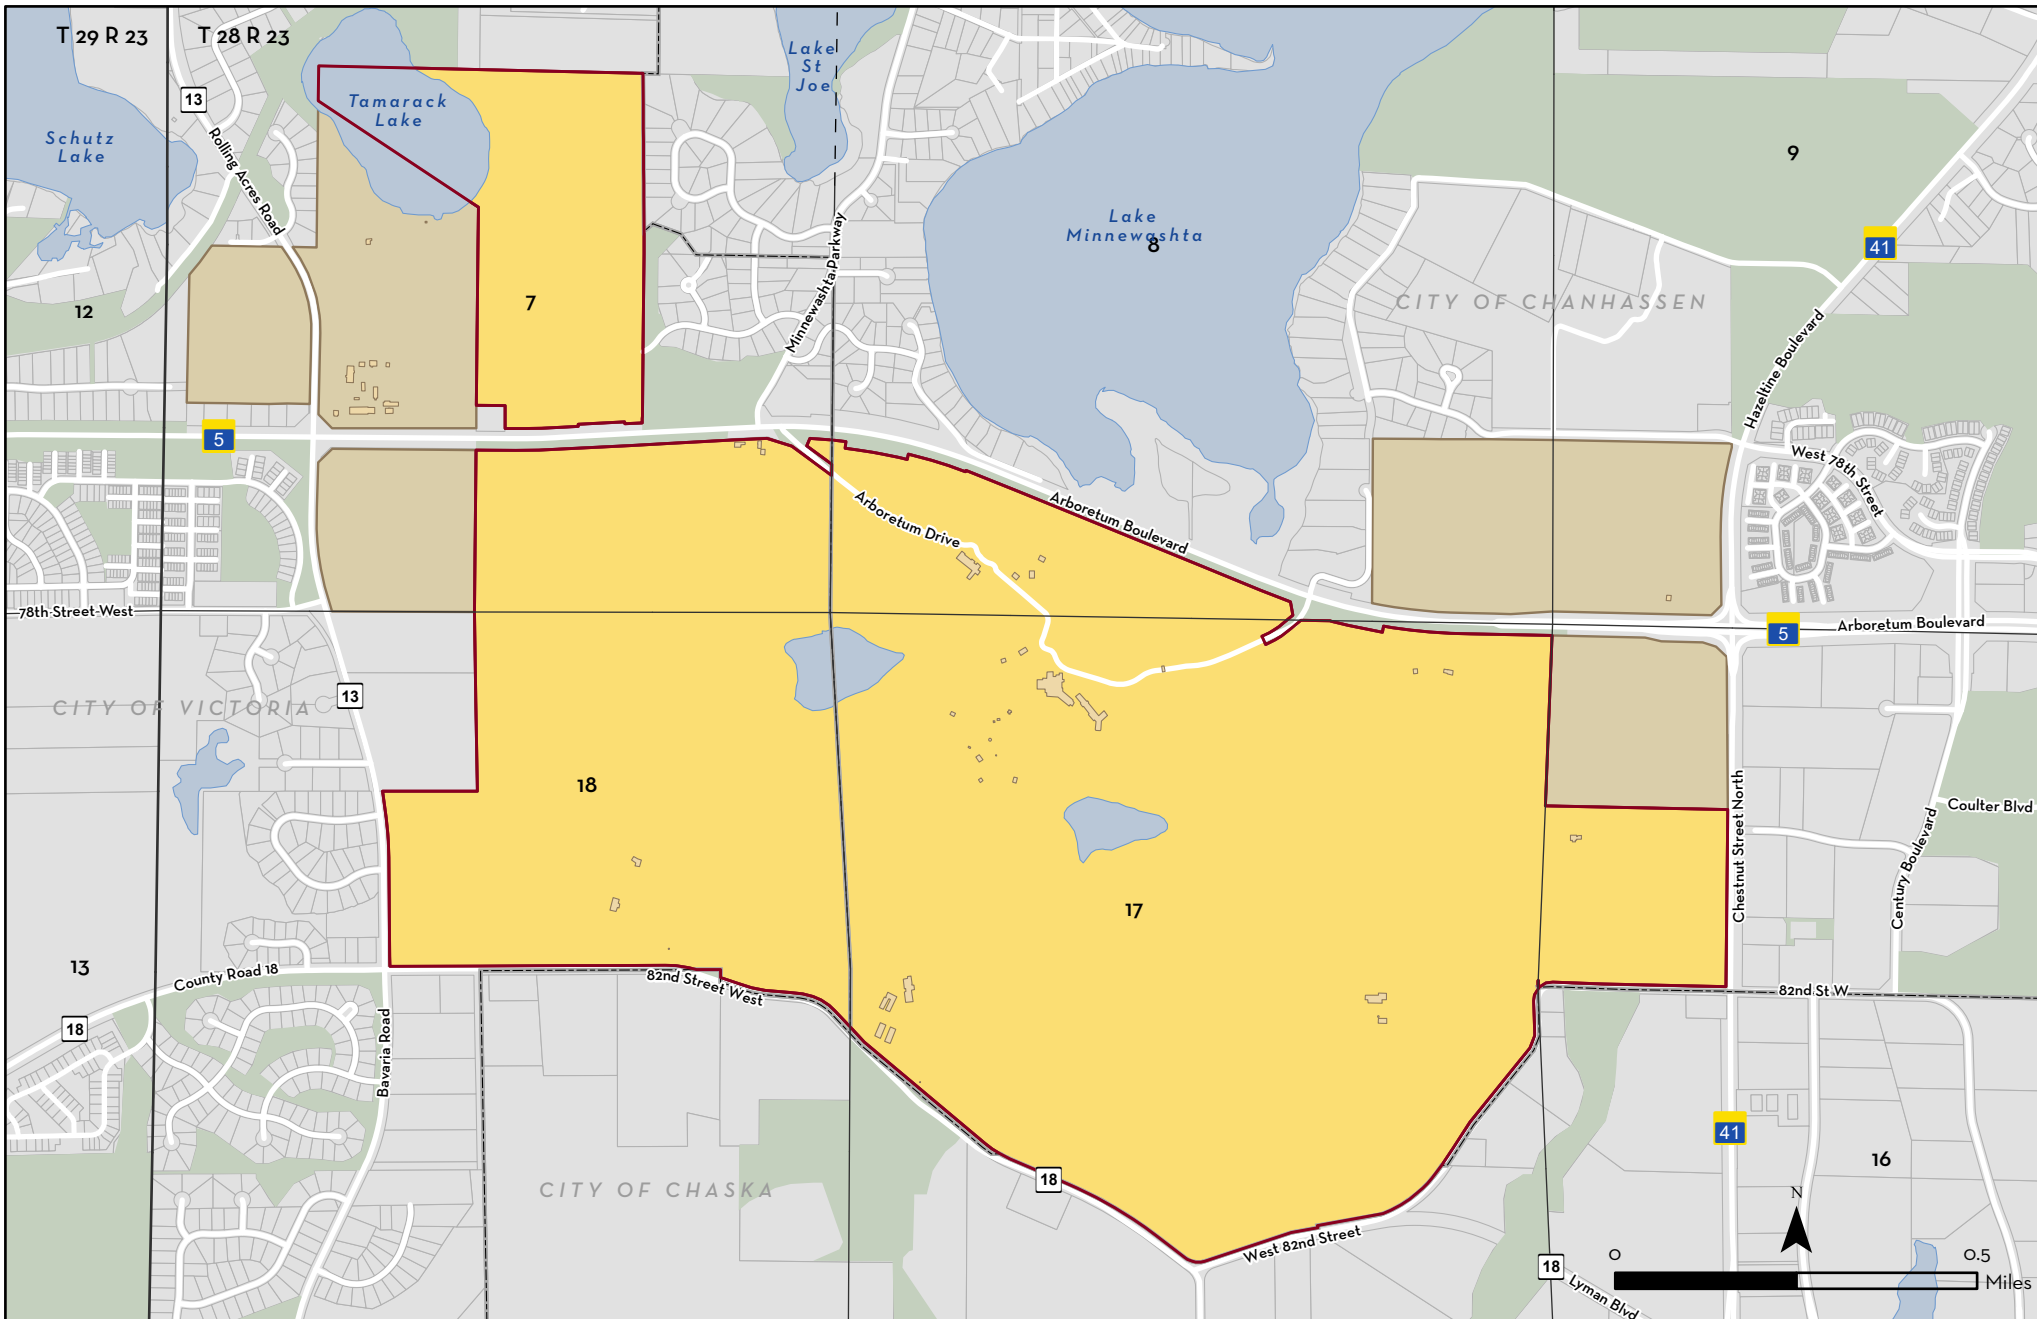 T 29 R 23
T 28 R 23
13
Schutz
Lake
Tamarack
Lake
Lake
St
Joe
Rolling Acres Road
9
Lake
Minnewashta
8
41
Minnewashta Parkway
12
7
CITY OF CHANHASSEN
Hazeltine Boulevard
5
West 78th Street
Arboretum Drive
Arboretum Boulevard
78th Street West
5
Arboretum Boulevard
CITY OF VICTORIA
13
18
Chestnut Street North
Coulter Blvd
Century Boulevard
17
13
County Road 18
82nd Street West
82nd St W
18
Bavaria Road
41
16
CITY OF CHASKA
18
West 82nd Street
18
Lyman Blvd
N
0
0.5
Miles